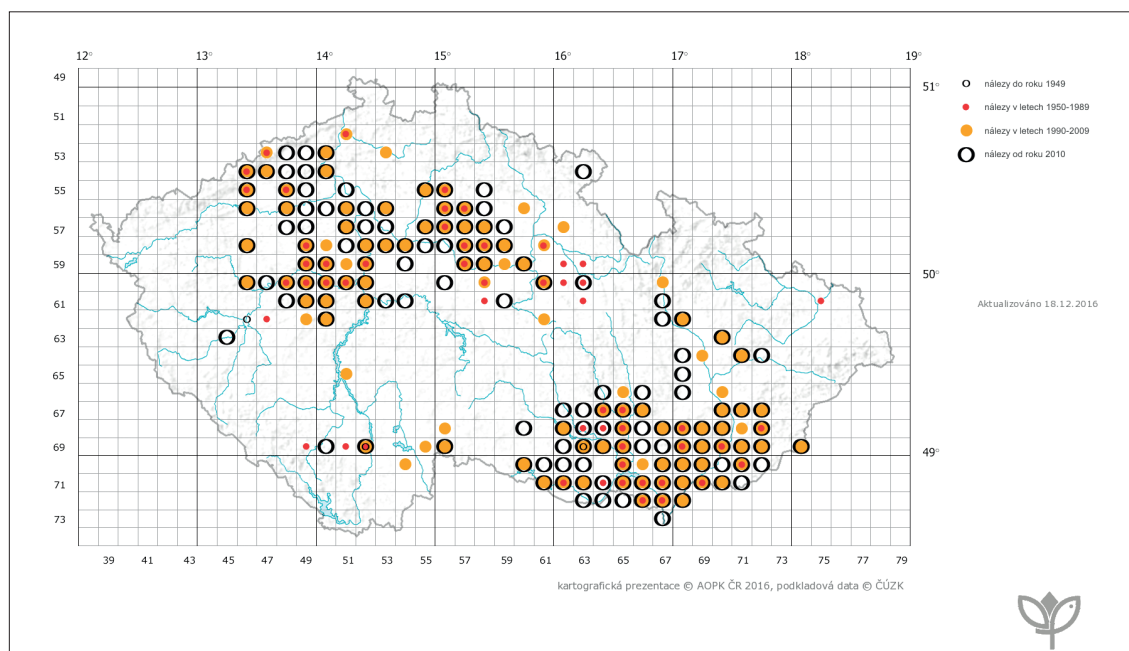 12° 13° 14° 15° 16° 17° 18° 19°
49
51°
51
53
55
57
59
50°
61
63
65
67
69
49°
71
73
39 41 43 45 47 49 51 53 55 57 59 61 63 65 67 69 71 73 74 77 79
nálezy do roku 1949
nálezy v letech 1950-1989
nálezy v letech 1990-2009
nálezy od roku 2010
Aktualizováno 18.12.2016
kartografická prezentace © AOPK ČR 2016, podkladová data © ČÚZK